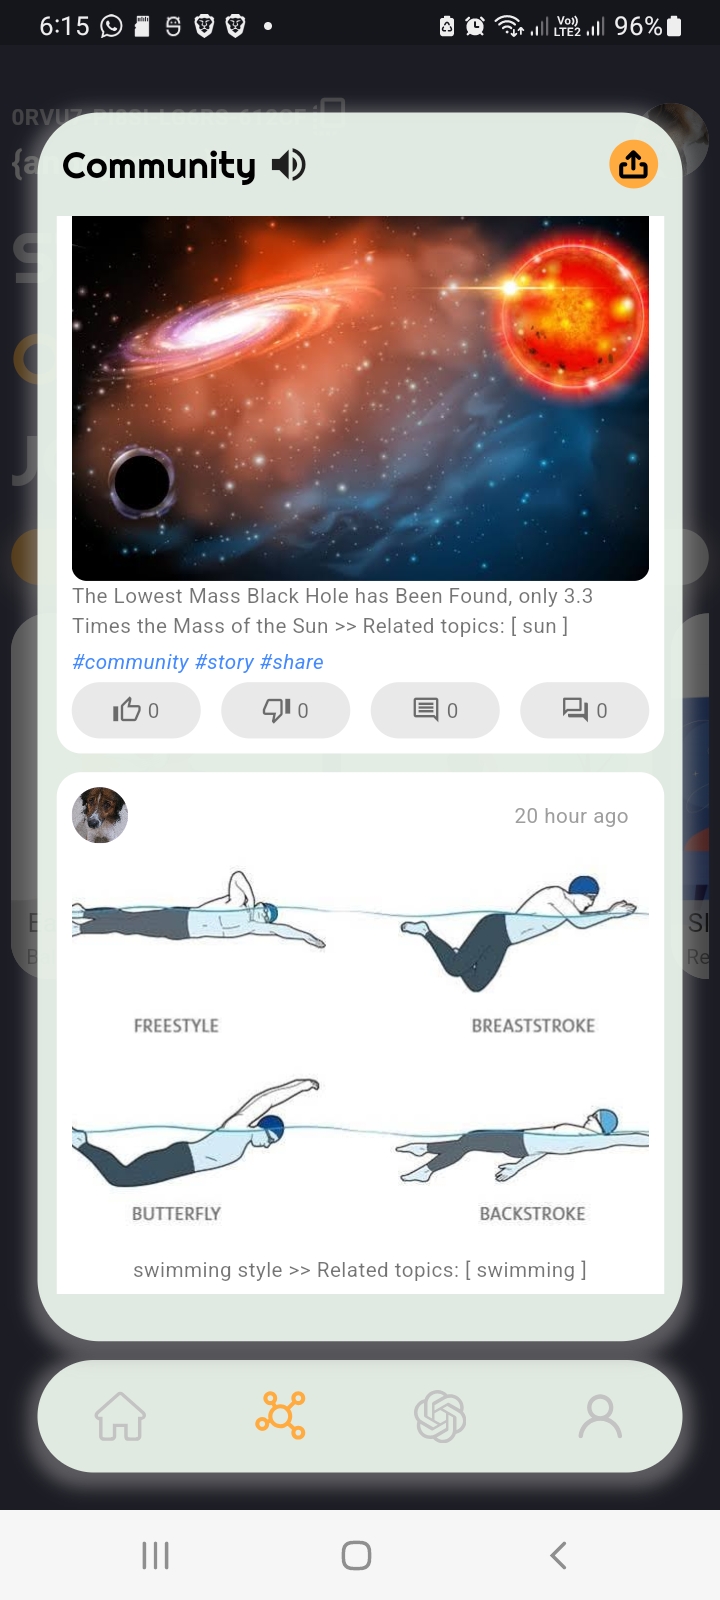 6:15
Vo))
LTE2
96%
Community
The Lowest Mass Black Hole has Been Found, only 3.3
Times the Mass of the Sun >> Related topics: [ sun ]
#community #story #share
0 0 0 0
20 hour ago
FREESTYLE BREASTSTROKE
BUTTERFLY BACKSTROKE
swimming style >> Related topics: [ swimming ]